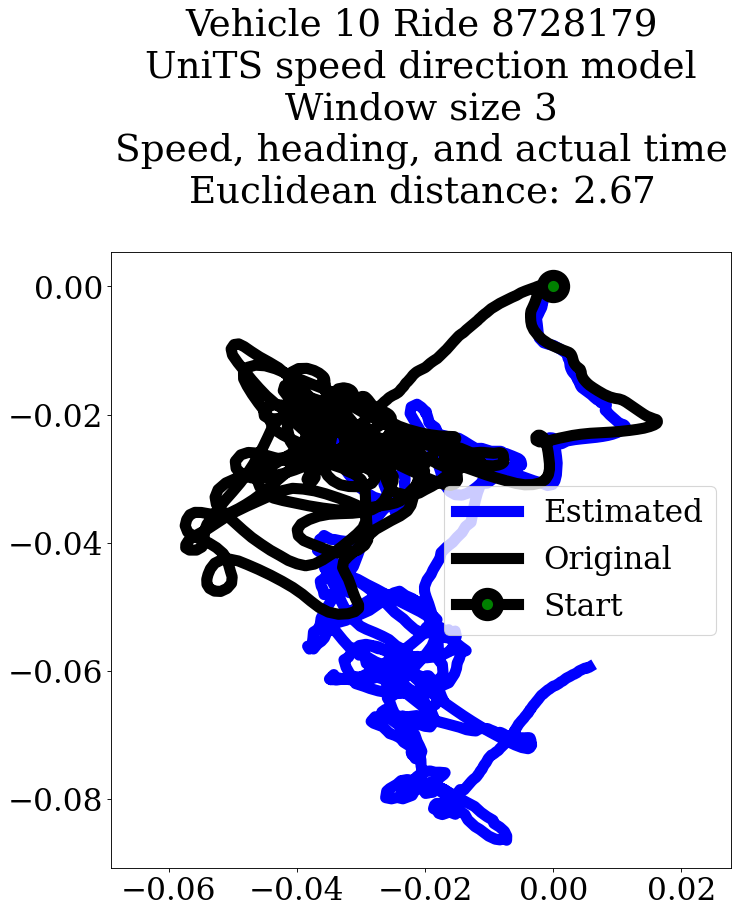 Vehicle 10 Ride 8728179
UniTS speed direction model
Window size 3
Speed, heading, and actual time
Euclidean distance: 2.67
0.00
−0.02
−0.04
−0.06
−0.08
Estimated
Original
Start
−0.06
−0.04
−0.02
0.00
0.02